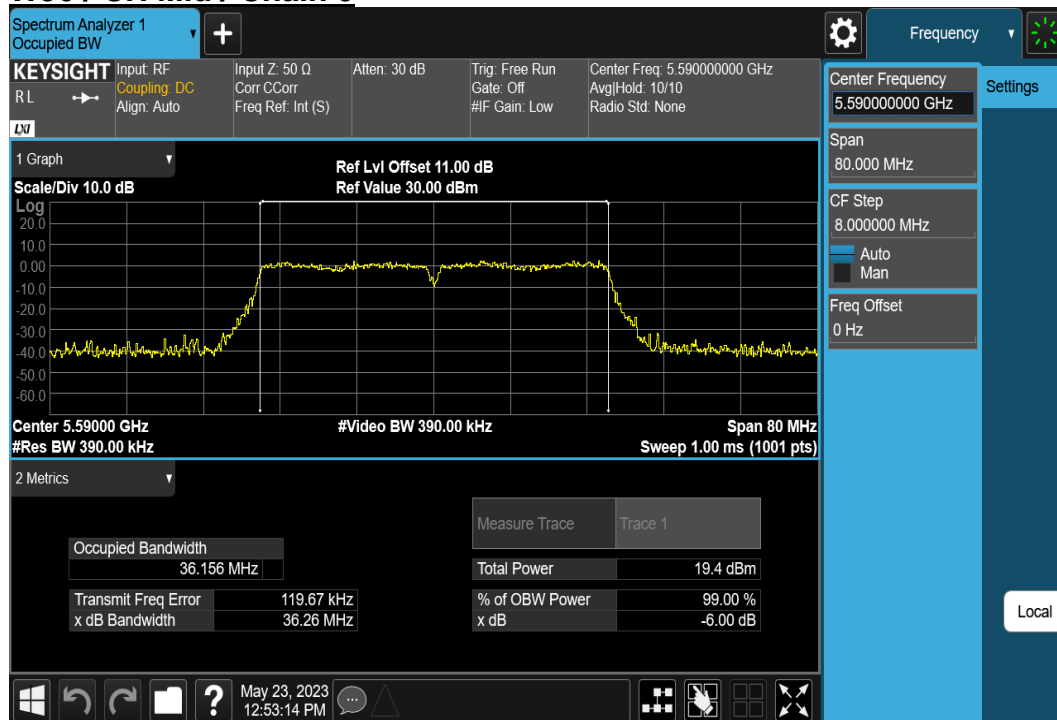 Spectrum Analyzer 1
Occupied BW
Frequency
KEYSIGHT
R L
LXI
Input: RF
Coupling: DC
Align: Auto
Input Z: 50 Ω
Corr CCorr
Freq Ref: Int (S)
Atten: 30 dB
Trig: Free Run
Gate: Off
#IF Gain: Low
Center Freq: 5.590000000 GHz
Avg|Hold: 10/10
Radio Std: None
Center Frequency
5.590000000 GHz
Settings
Span
80.000 MHz
CF Step
8.000000 MHz
Auto
Man
Freq Offset
0 Hz
Local
1 Graph
Scale/Div 10.0 dB
Ref Lvl Offset 11.00 dB
Ref Value 30.00 dBm
Log
20.0
10.0
0.00
-10.0
-20.0
-30.0
-40.0
-50.0
-60.0
Center 5.59000 GHz
#Res BW 390.00 kHz
#Video BW 390.00 kHz
Span 80 MHz
Sweep 1.00 ms (1001 pts)
2 Metrics
Measure Trace Trace 1
Occupied Bandwidth
36.156 MHz
Total Power 19.4 dBm
Transmit Freq Error 119.67 kHz
% of OBW Power 99.00 %
x dB Bandwidth 36.26 MHz
x dB -6.00 dB
May 23, 2023
12:53:14 PM